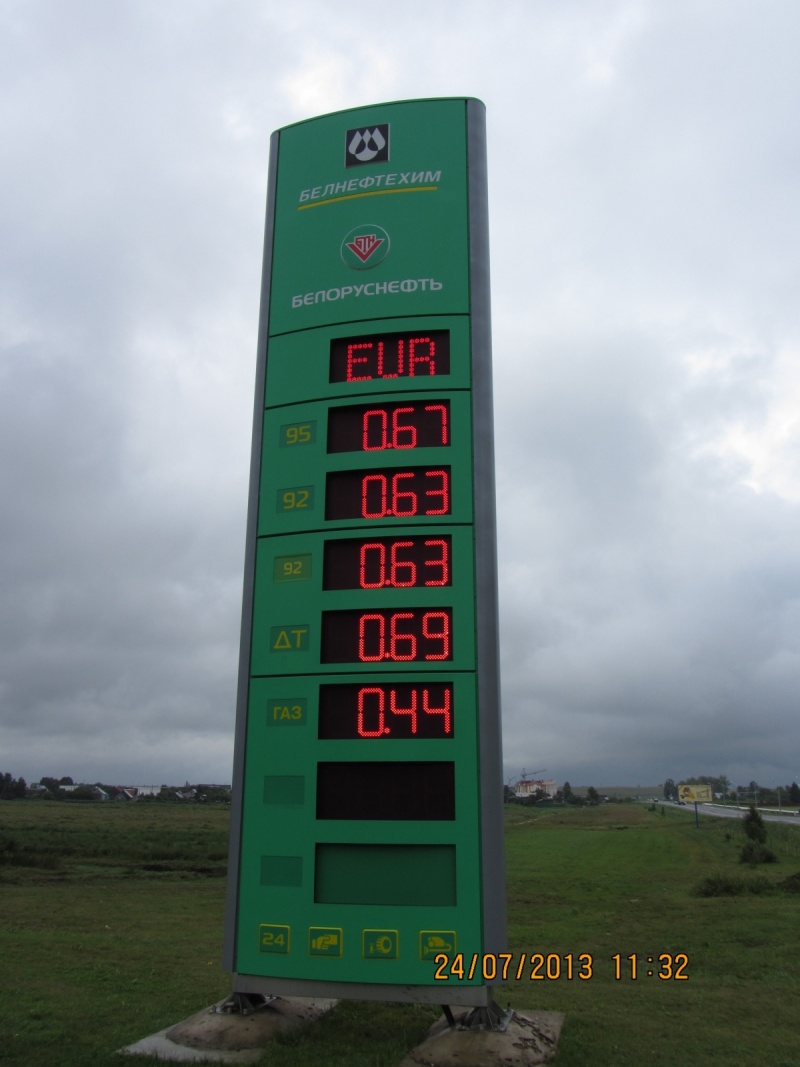 БЕЛНЕФТЕХИМ
БТН
БЕЛОРУСНЕФТЬ
EUR
95 0.67
92 0.63
92 0.63
ДТ 0.69
ГАЗ 0.44
24
24/07/2013 11:32